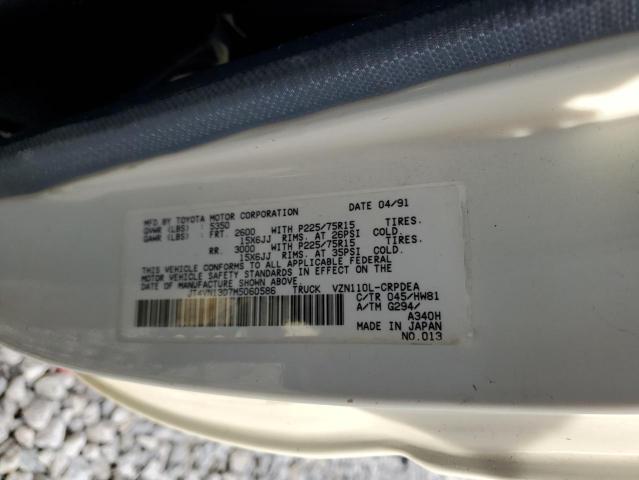 MFD BY TOYOTA MOTOR CORPORATION DATE 04/91
GVWR (LBS) 5350
GAWR (LBS) FRT 2600 WITH P225/75R15 TIRES.
15X6JJ RIMS. AT 26PSI COLD.
RR. 3000 WITH P225/75R15 TIRES.
15X6JJ RIMS. AT 35PSI COLD.
THIS VEHICLE CONFORMS TO ALL APPLICABLE FEDERAL
MOTOR VEHICLE SAFETY STANDARDS IN EFFECT ON THE
DATE OF MANUFACTURE SHOWN ABOVE.
JT4VN13D7M5060586 TRUCK VZN110L-CRPDEA
C/TR 045/HW81
A/TM G294/
A340H
MADE IN JAPAN
NO.013